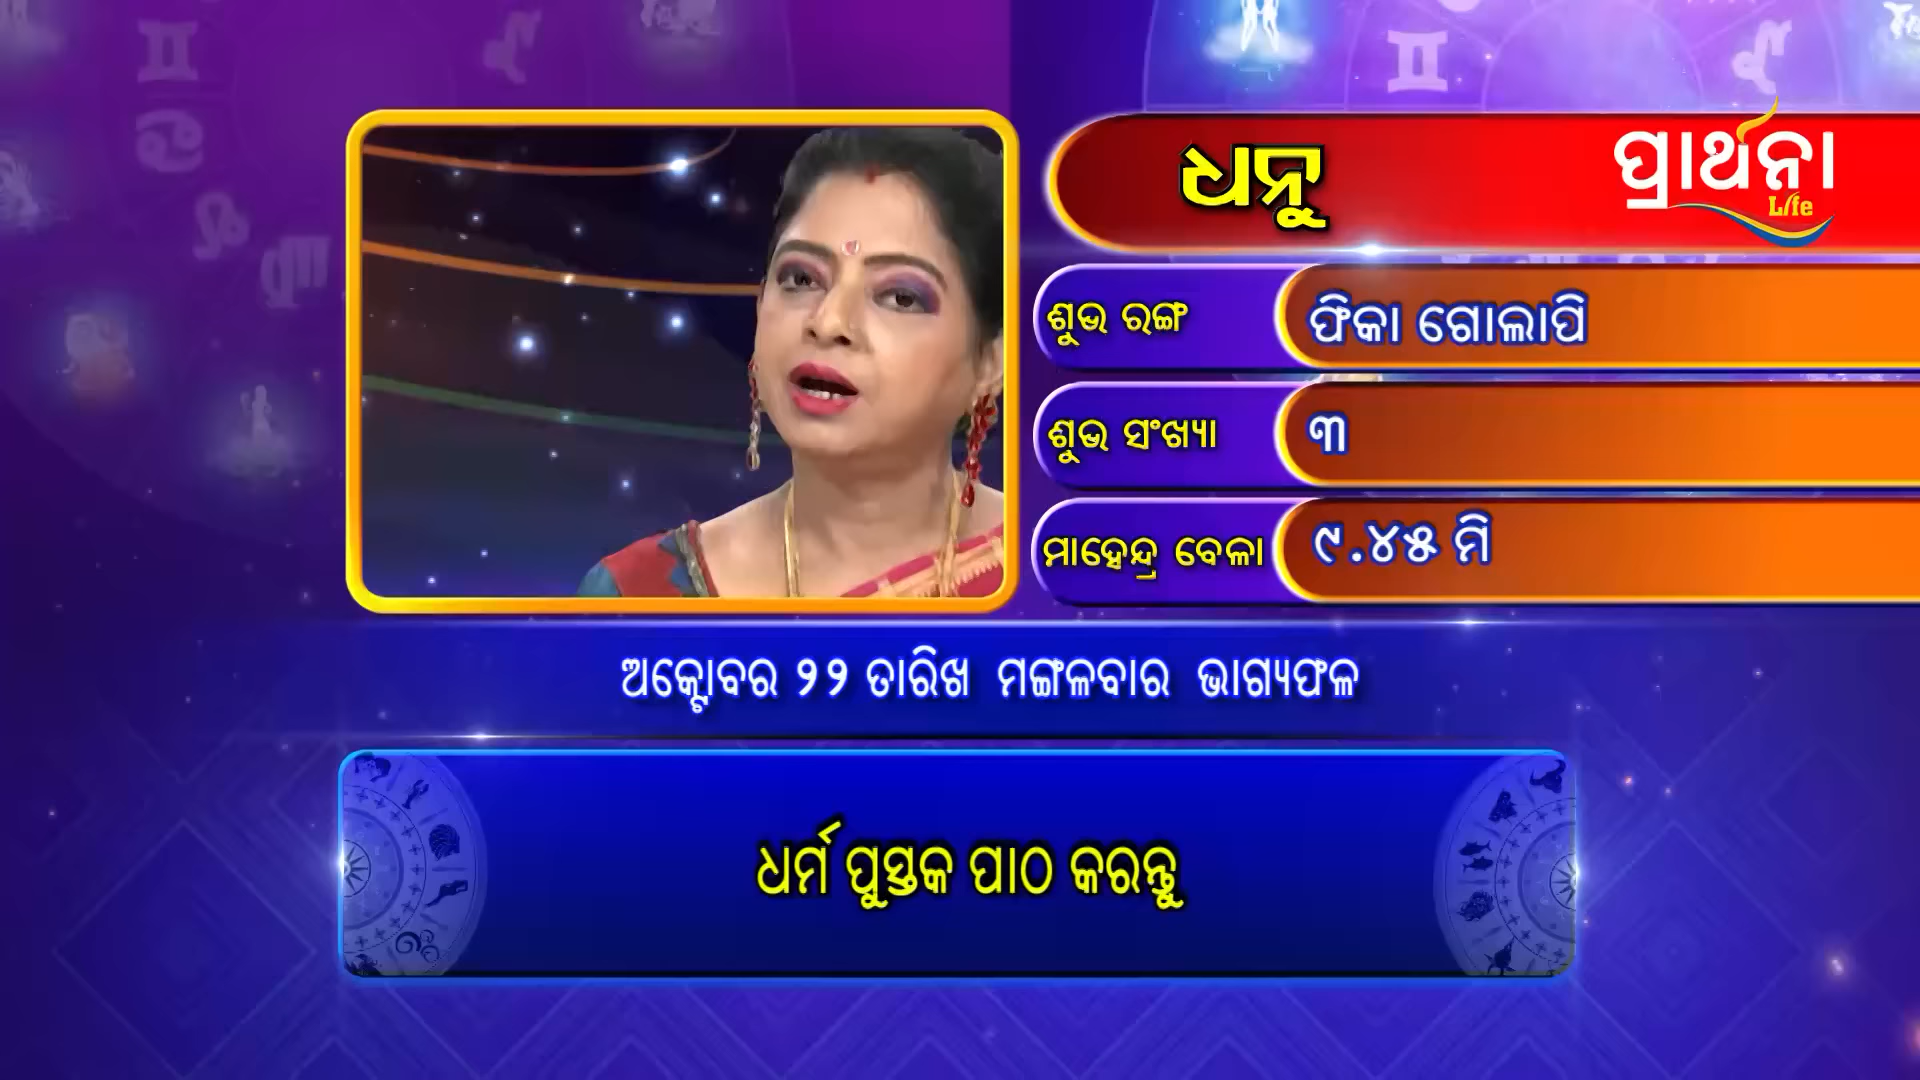 ଧନୁ
ପ୍ରାର୍ଥନା
Life
ଶୁଭ ରଙ୍ଗ
ଫିକା ଗୋଲାପି
ଶୁଭ ସଂଖ୍ୟା
୩
ମାହେନ୍ଦ୍ର ବେଳା
୯.୪୫ ମି
ଅକ୍ଟୋବର ୨୨ ତାରିଖ ମଙ୍ଗଳବାର ଭାଗ୍ୟଫଳ
ଧର୍ମ ପୁସ୍ତକ ପାଠ କରନ୍ତୁ